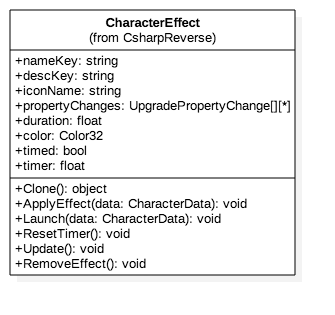 CharacterEffect
(from CsharpReverse)
+nameKey: string
+descKey: string
+iconName: string
+propertyChanges: UpgradePropertyChange[][*]
+duration: float
+color: Color32
+timed: bool
+timer: float
+Clone(): object
+ApplyEffect(data: CharacterData): void
+Launch(data: CharacterData): void
+ResetTimer(): void
+Update(): void
+RemoveEffect(): void